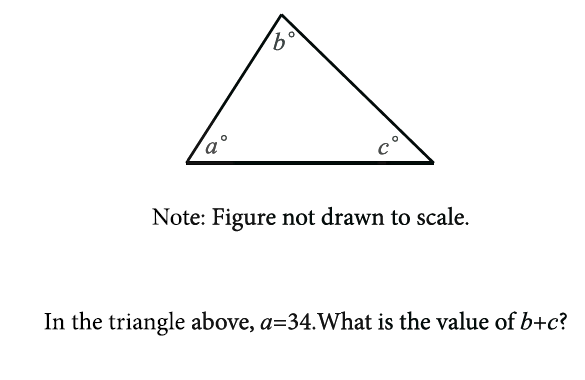 b°
a°
c°
Note: Figure not drawn to scale.
In the triangle above, a=34.What is the value of b+c?